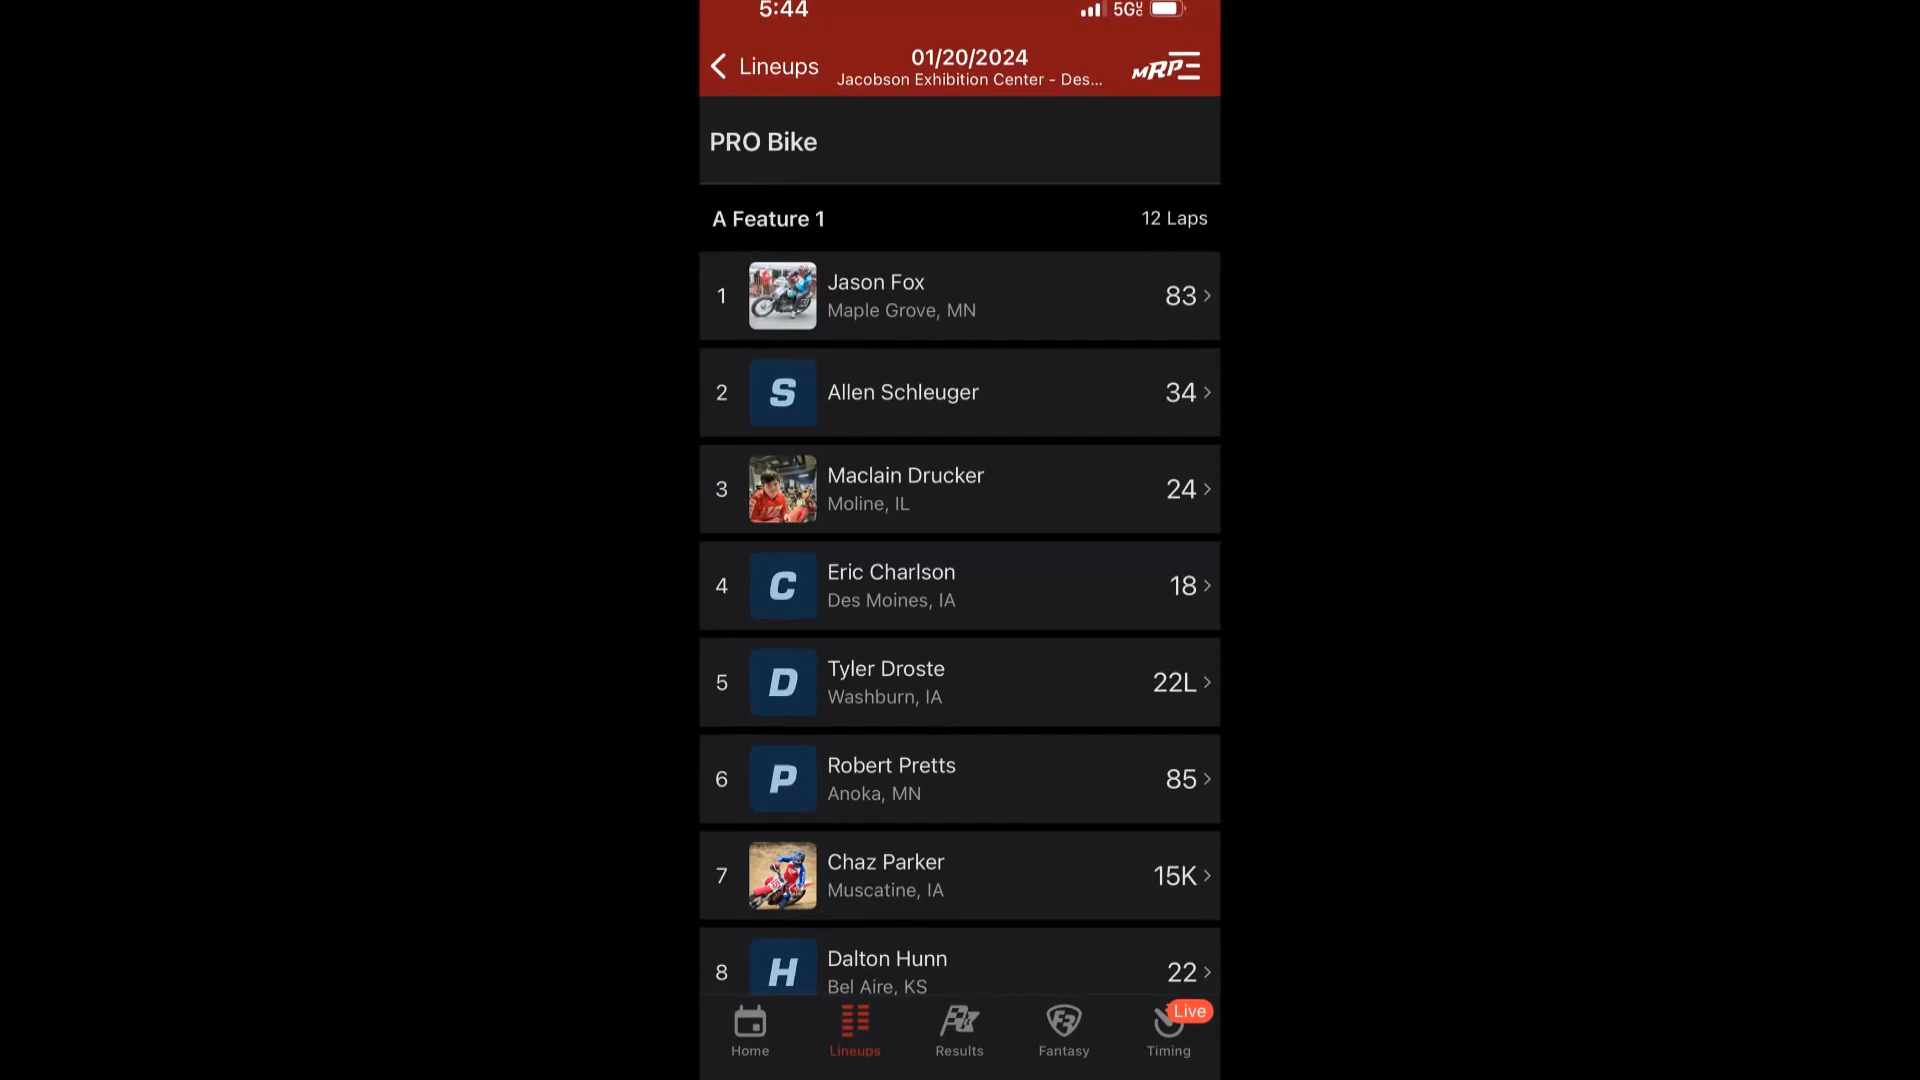 5:44
5G
Lineups
01/20/2024
Jacobson Exhibition Center - Des...
MRP
PRO Bike
A Feature 1
12 Laps
1
Jason Fox
Maple Grove, MN
83
2
S
Allen Schleuger
34
3
Maclain Drucker
Moline, IL
24
4
C
Eric Charlson
Des Moines, IA
18
5
D
Tyler Droste
Washburn, IA
22L
6
P
Robert Pretts
Anoka, MN
85
7
Chaz Parker
Muscatine, IA
15K
8
H
Dalton Hunn
Bel Aire, KS
22
Home
Lineups
Results
Fantasy
Live
Timing